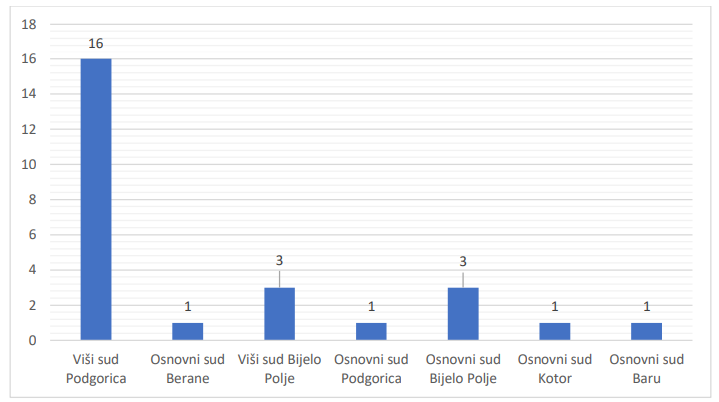 18
16
14
12
10
8
6
4
2
0
16
1
3
1
3
1
1
Viši sud
Podgorica
Osnovni sud
Berane
Viši sud Bijelo
Polje
Osnovni sud
Podgorica
Osnovni sud
Bijelo Polje
Osnovni sud
Kotor
Osnovni sud
Baru